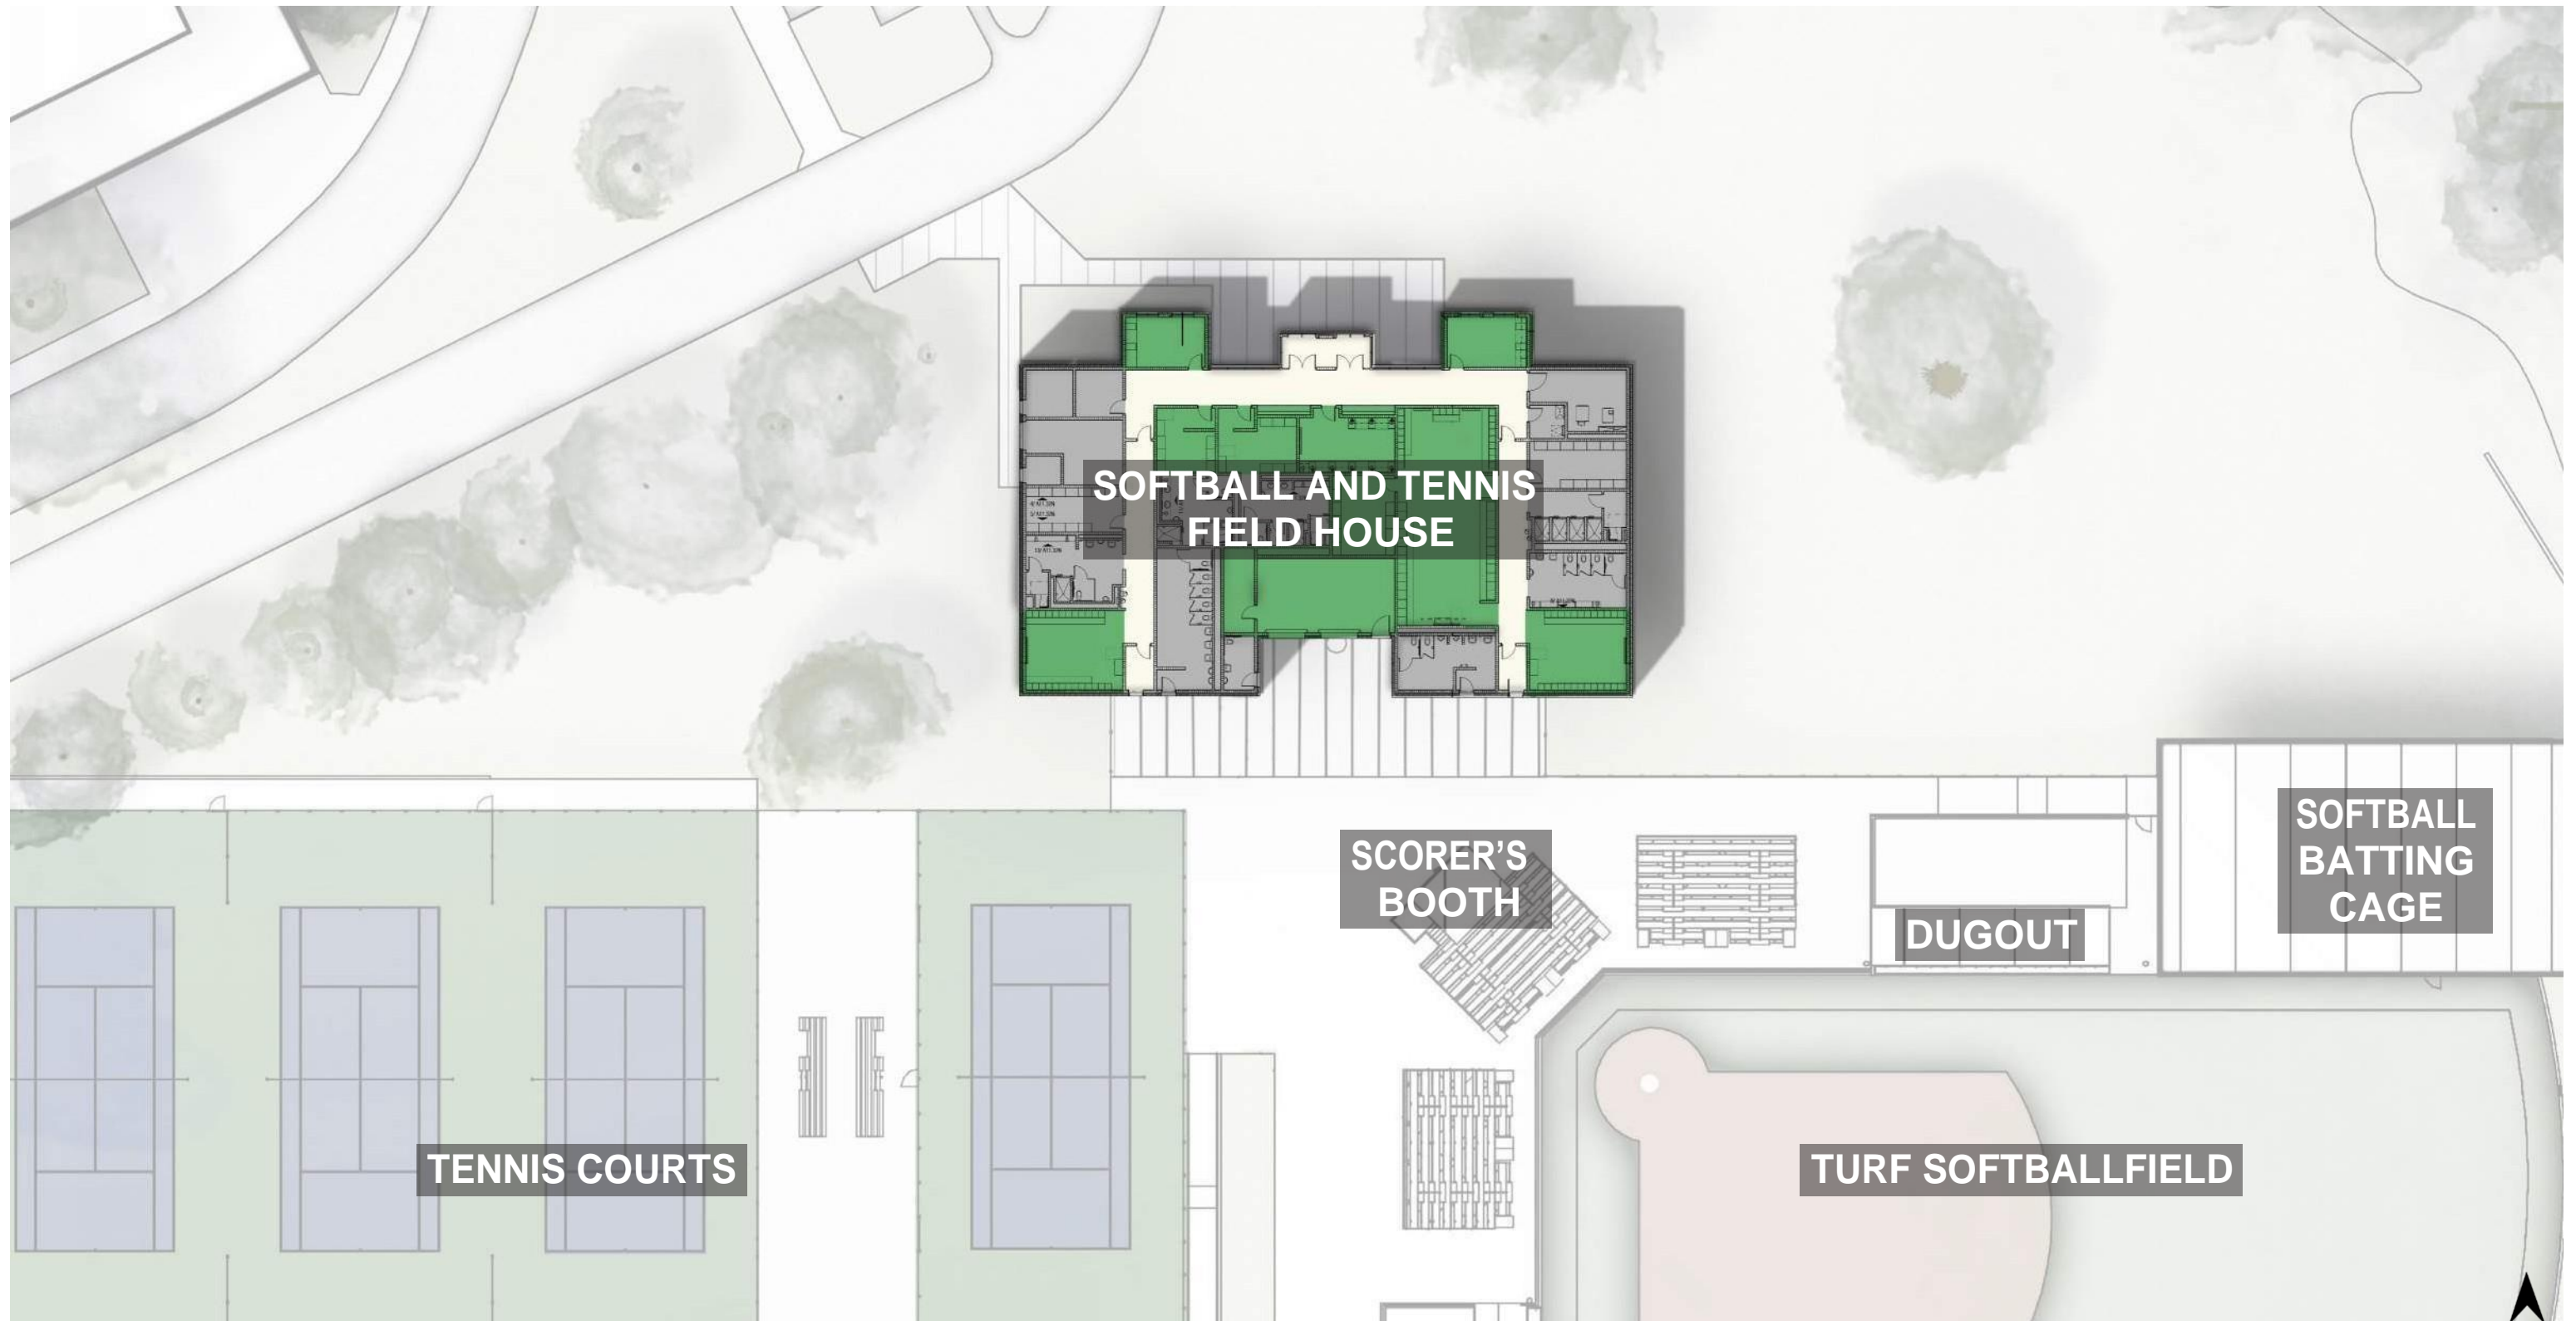 SOFTBALL AND TENNIS
FIELD HOUSE
SOFTBALL
BATTING
CAGE
SCORER'S
BOOTH
DUGOUT
TENNIS COURTS
TURF SOFTBALLFIELD